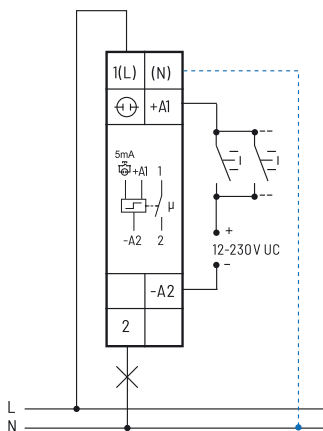 1(L) (N)
+A1
5mA
+A1 1
µ
-A2 2
+
12-230V UC
–
-A2
2
L
N